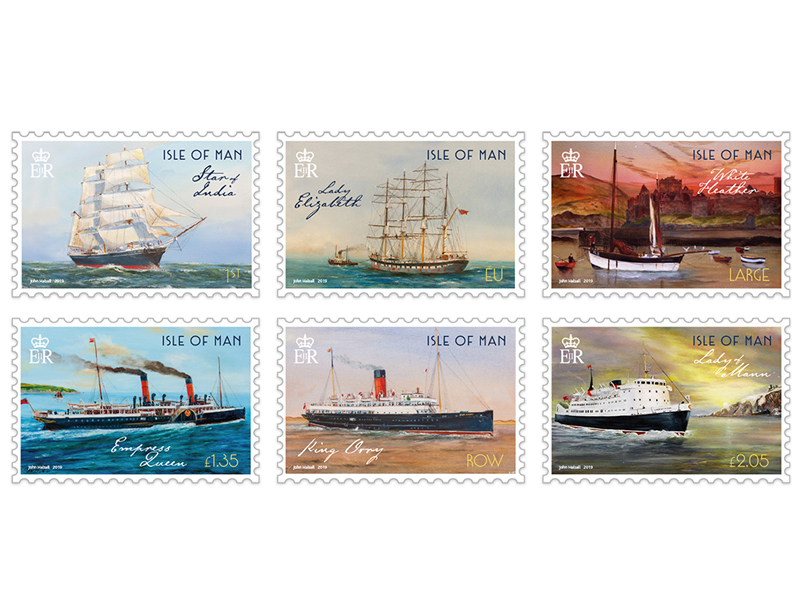 ER
ISLE OF MAN
Star of
India
John Halsall 2019
1ST
ER
ISLE OF MAN
Lady
Elizabeth
John Halsall 2019
EU
ER
ISLE OF MAN
White
Heather
John Halsall 2019
LARGE
ER
ISLE OF MAN
Empress
Queen
John Halsall 2019
£1.35
ER
ISLE OF MAN
King Orry
John Halsall 2019
ROW
ER
ISLE OF MAN
Lady of
Mann
John Halsall 2019
£2.05